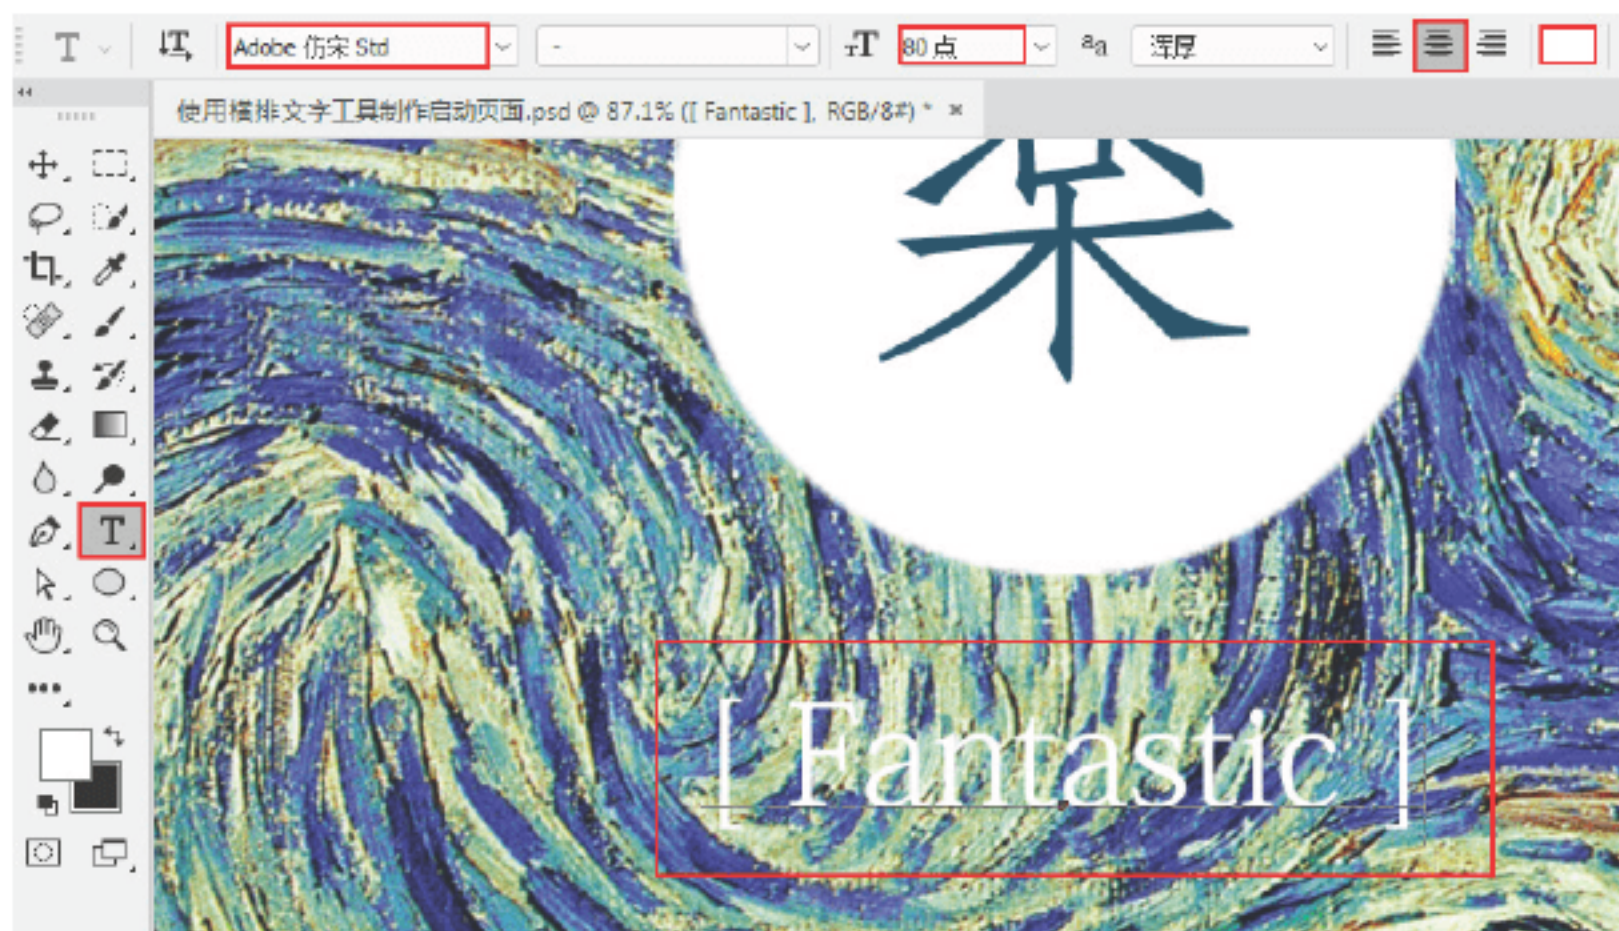 Adobe 仿宋 Std - 80 点 浑厚
使用横排文字工具制作启动页面.psd @ 87.1% ([ Fantastic ], RGB/8#) *
[ Fantastic ]